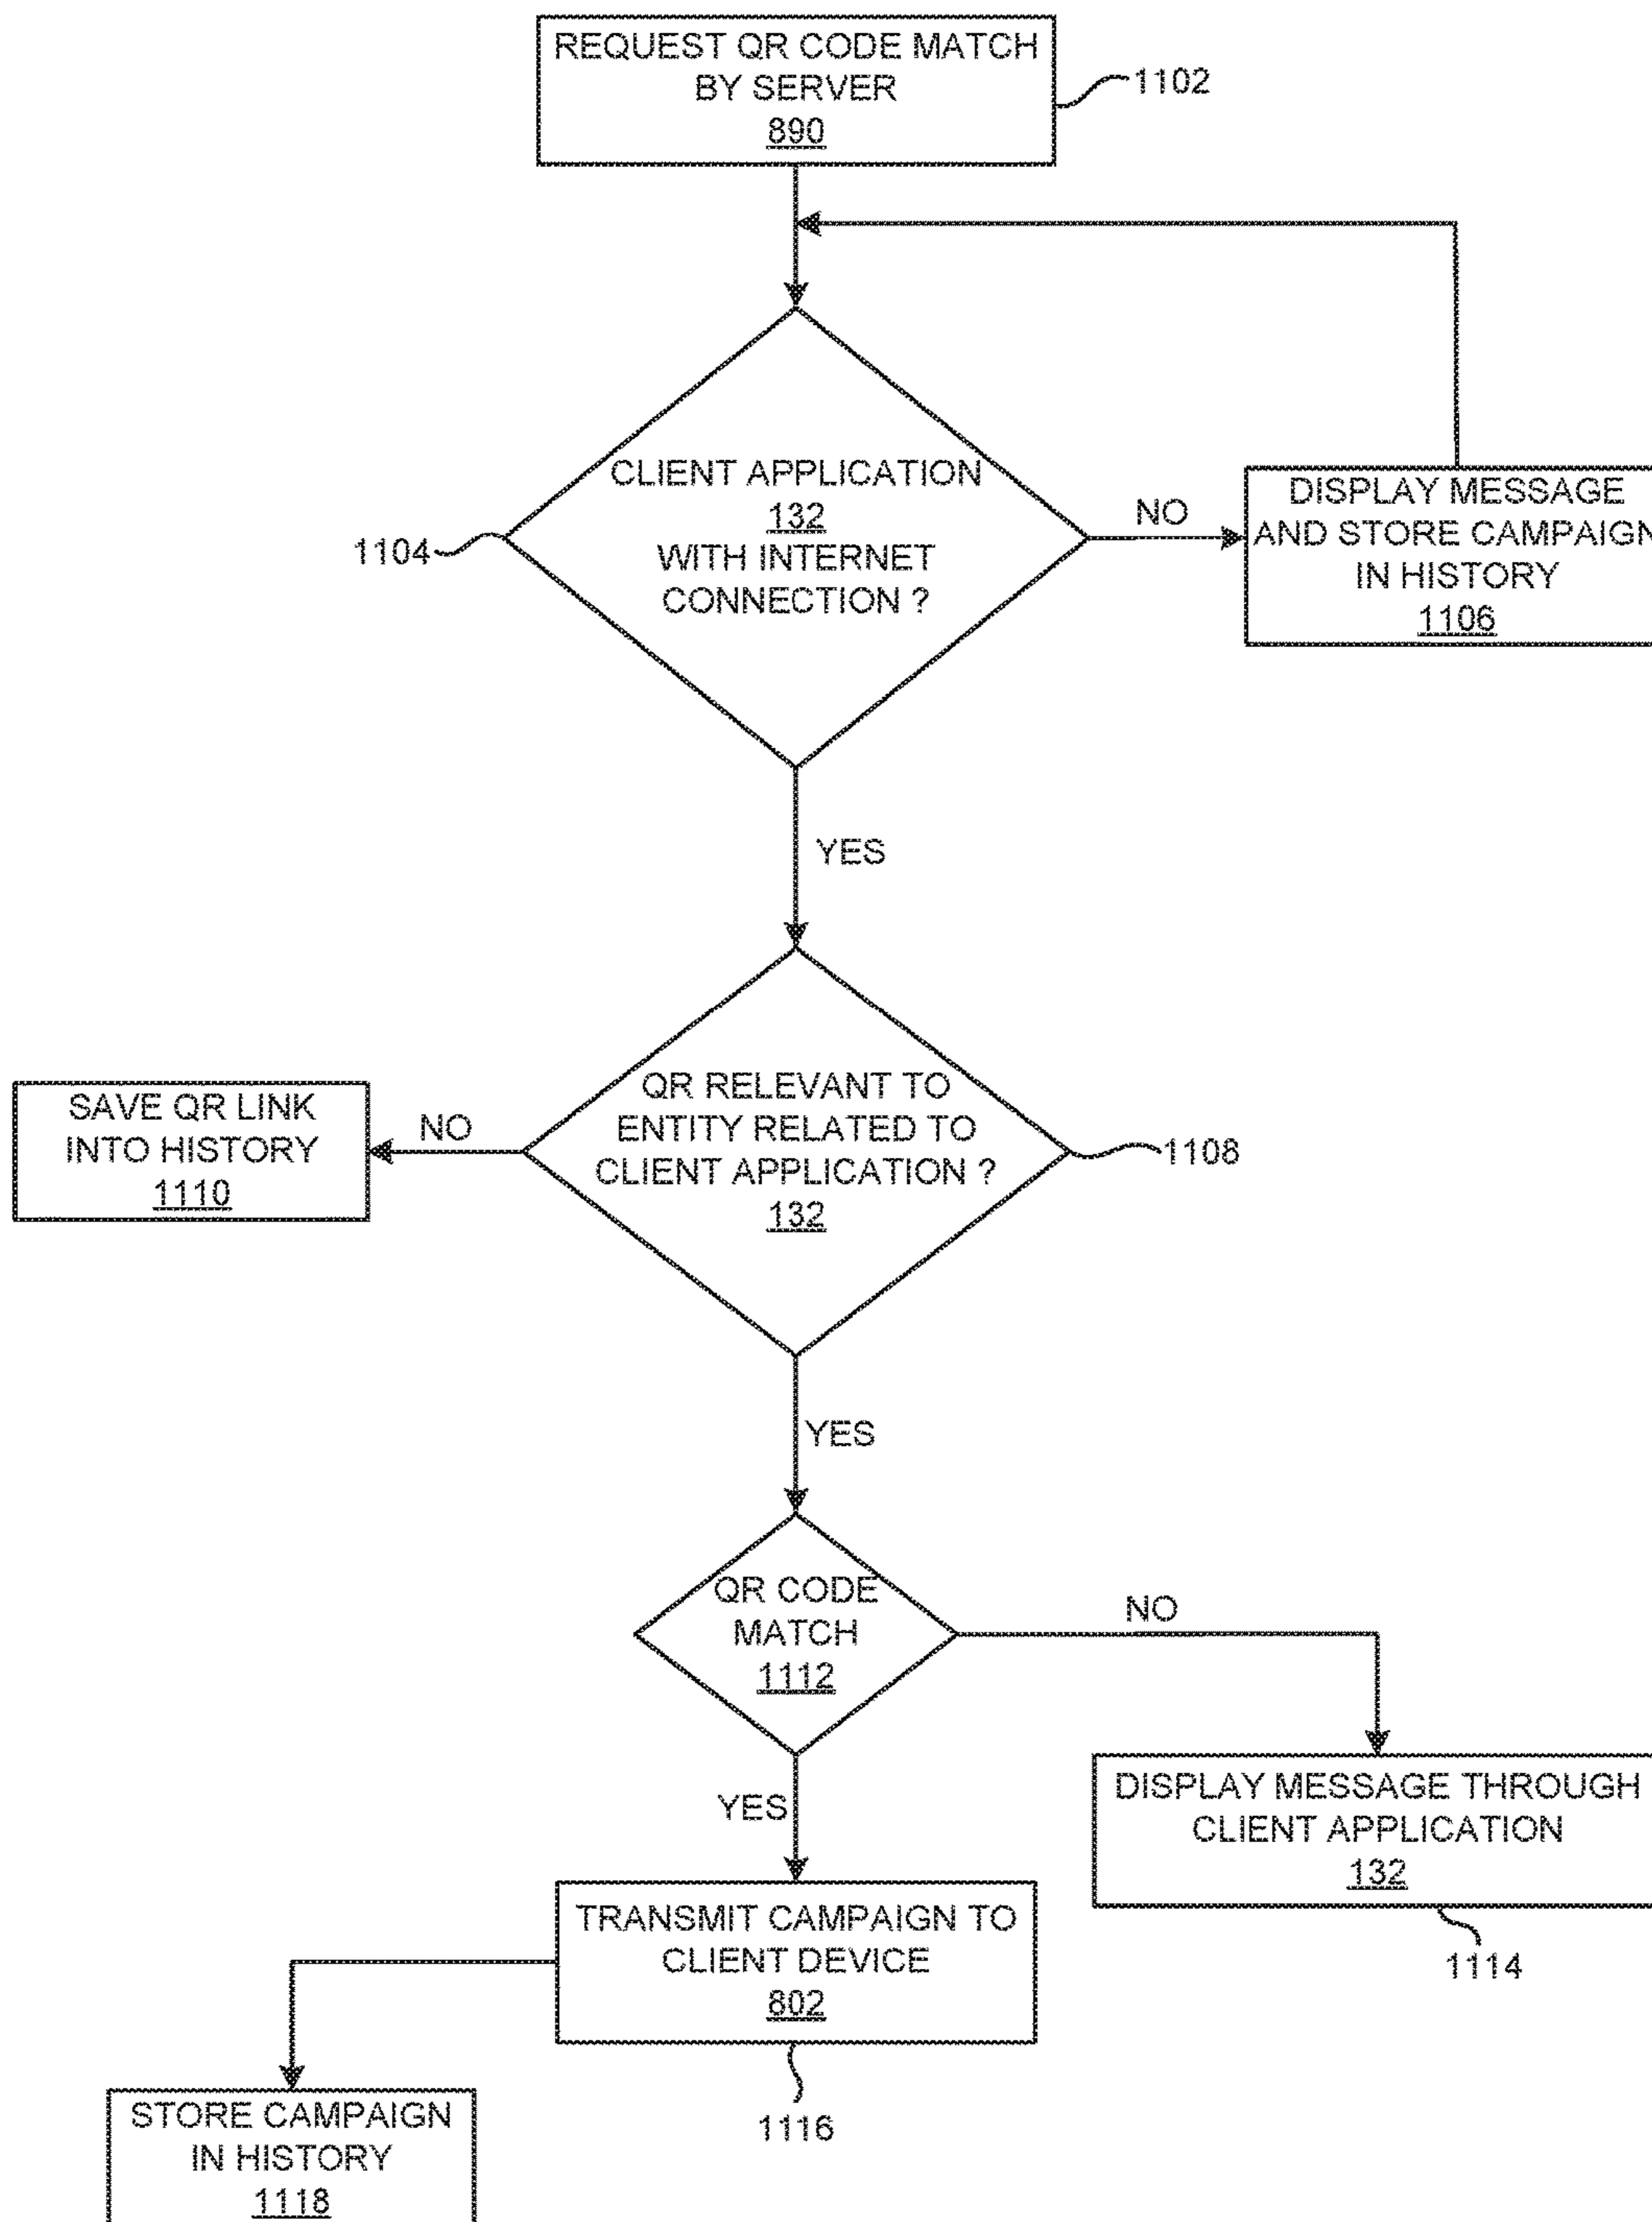 REQUEST QR CODE MATCH
BY SERVER
890
1102
CLIENT APPLICATION
132
WITH INTERNET
CONNECTION ?
1104
NO
DISPLAY MESSAGE
AND STORE CAMPAIGN
IN HISTORY
1106
YES
QR RELEVANT TO
ENTITY RELATED TO
CLIENT APPLICATION ?
132
1108
NO
SAVE QR LINK
INTO HISTORY
1110
YES
QR CODE
MATCH
1112
NO
DISPLAY MESSAGE THROUGH
CLIENT APPLICATION
132
1114
YES
TRANSMIT CAMPAIGN TO
CLIENT DEVICE
802
1116
STORE CAMPAIGN
IN HISTORY
1118